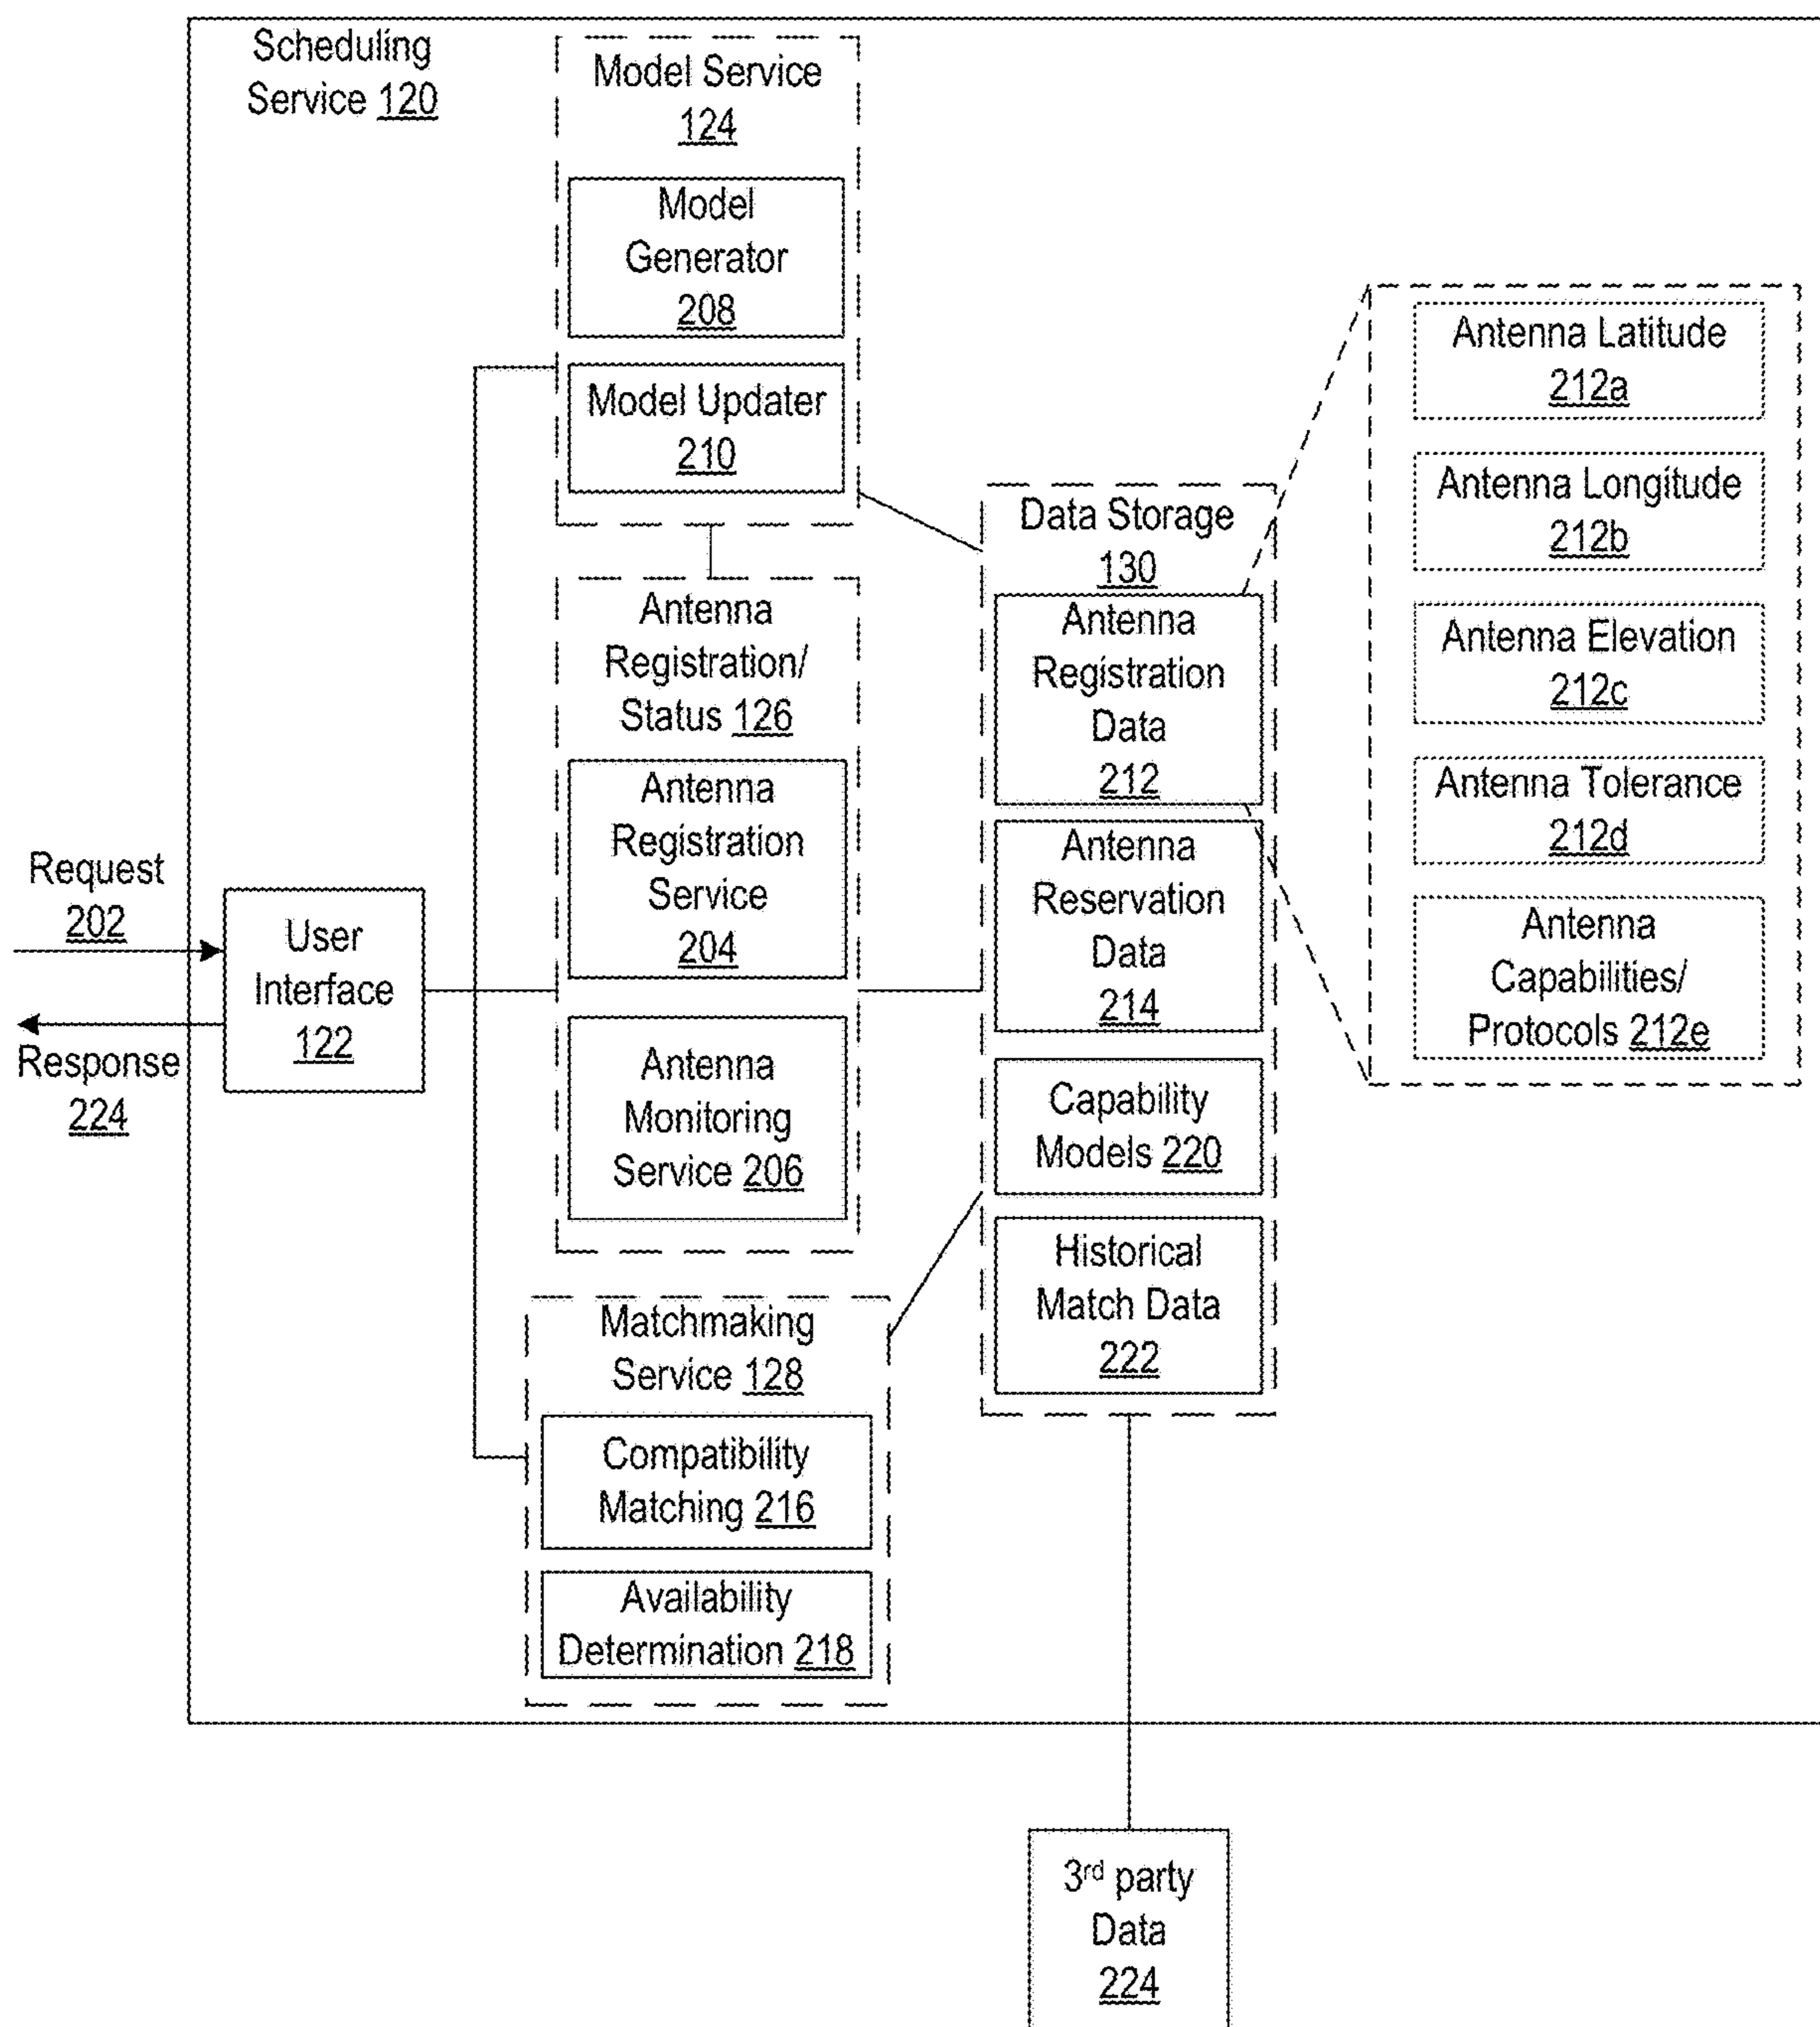 Scheduling
Service 120
Model Service
124
Model
Generator
208
Model Updater
210
Antenna
Registration/
Status 126
Antenna
Registration
Service
204
Antenna
Monitoring
Service 206
Matchmaking
Service 128
Compatibility
Matching 216
Availability
Determination 218
Request
202
Response
224
User
Interface
122
Data Storage
130
Antenna
Registration
Data
212
Antenna
Reservation
Data
214
Capability
Models 220
Historical
Match Data
222
Antenna Latitude
212a
Antenna Longitude
212b
Antenna Elevation
212c
Antenna Tolerance
212d
Antenna
Capabilities/
Protocols 212e
3rd party
Data
224